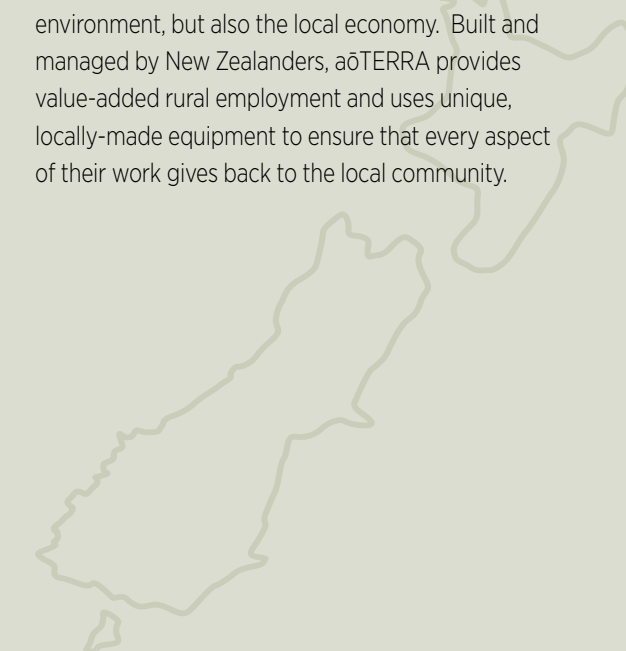 environment, but also the local economy.  Built and
managed by New Zealanders, aōTERRA provides
value-added rural employment and uses unique,
locally-made equipment to ensure that every aspect
of their work gives back to the local community.